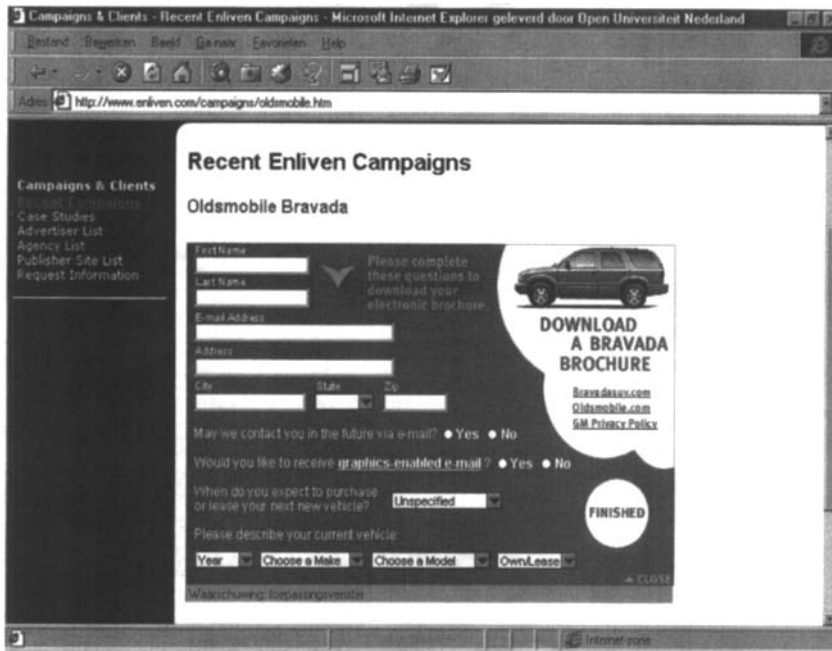 Campaigns & Clients - Recent Enliven Campaigns - Microsoft Internet Explorer geleverd door Open Universiteit Nederland
Bestand Bewerken Beeld Ga naar Favorieten Help
Adres http://www.enliven.com/campaigns/oldsmobile.htm
Campaigns & Clients
Recent Campaigns
Case Studies
Advertiser List
Agency List
Publisher Site List
Request Information
Recent Enliven Campaigns
Oldsmobile Bravada
First Name
Last Name
E-mail Address
Address
City State Zip
Please complete
these questions to
download your
electronic brochure.
May we contact you in the future via e-mail? Yes No
Would you like to receive graphics-enabled e-mail ? Yes No
When do you expect to purchase
or lease your next new vehicle? Unspecified
Please describe your current vehicle:
Year Choose a Make Choose a Model Own/Lease
DOWNLOAD
A BRAVADA
BROCHURE
Bravadasuv.com
Oldsmobile.com
GM Privacy Policy
FINISHED
CLOSE
Waarschuwing: toepassingsvenster
Internet-zone